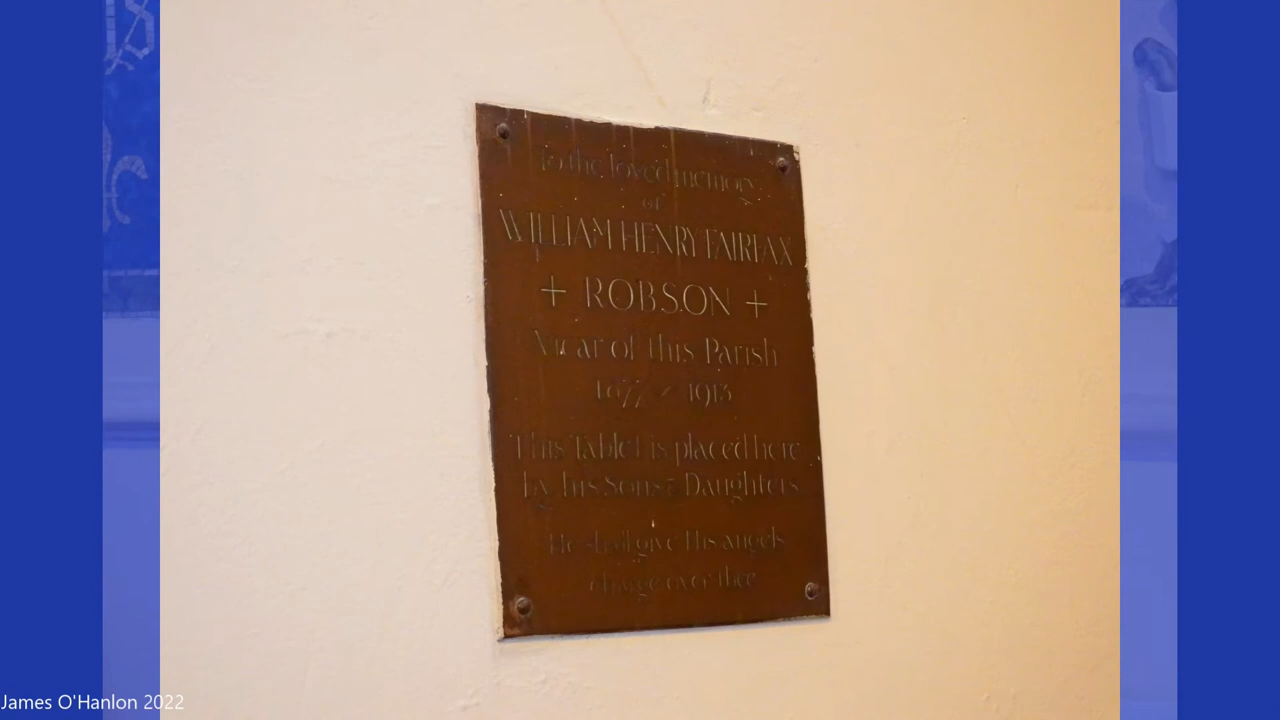 To the loved memory
of
WILLIAM HENRY FAIRFAX
+ ROBSON +
Vicar of this Parish
1877 / 1913
This Tablet is placed here
by his Sons & Daughters
He shall give His angels
charge over thee
James O'Hanlon 2022